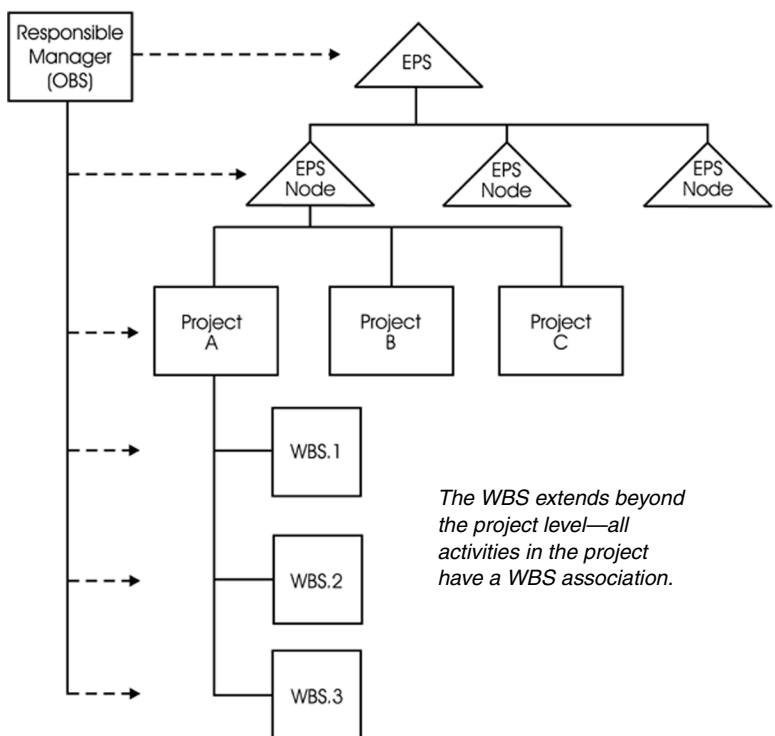 Responsible
Manager
(OBS)
EPS
EPS
Node
EPS
Node
EPS
Node
Project
A
Project
B
Project
C
WBS.1
WBS.2
WBS.3
The WBS extends beyond
the project level—all
activities in the project
have a WBS association.